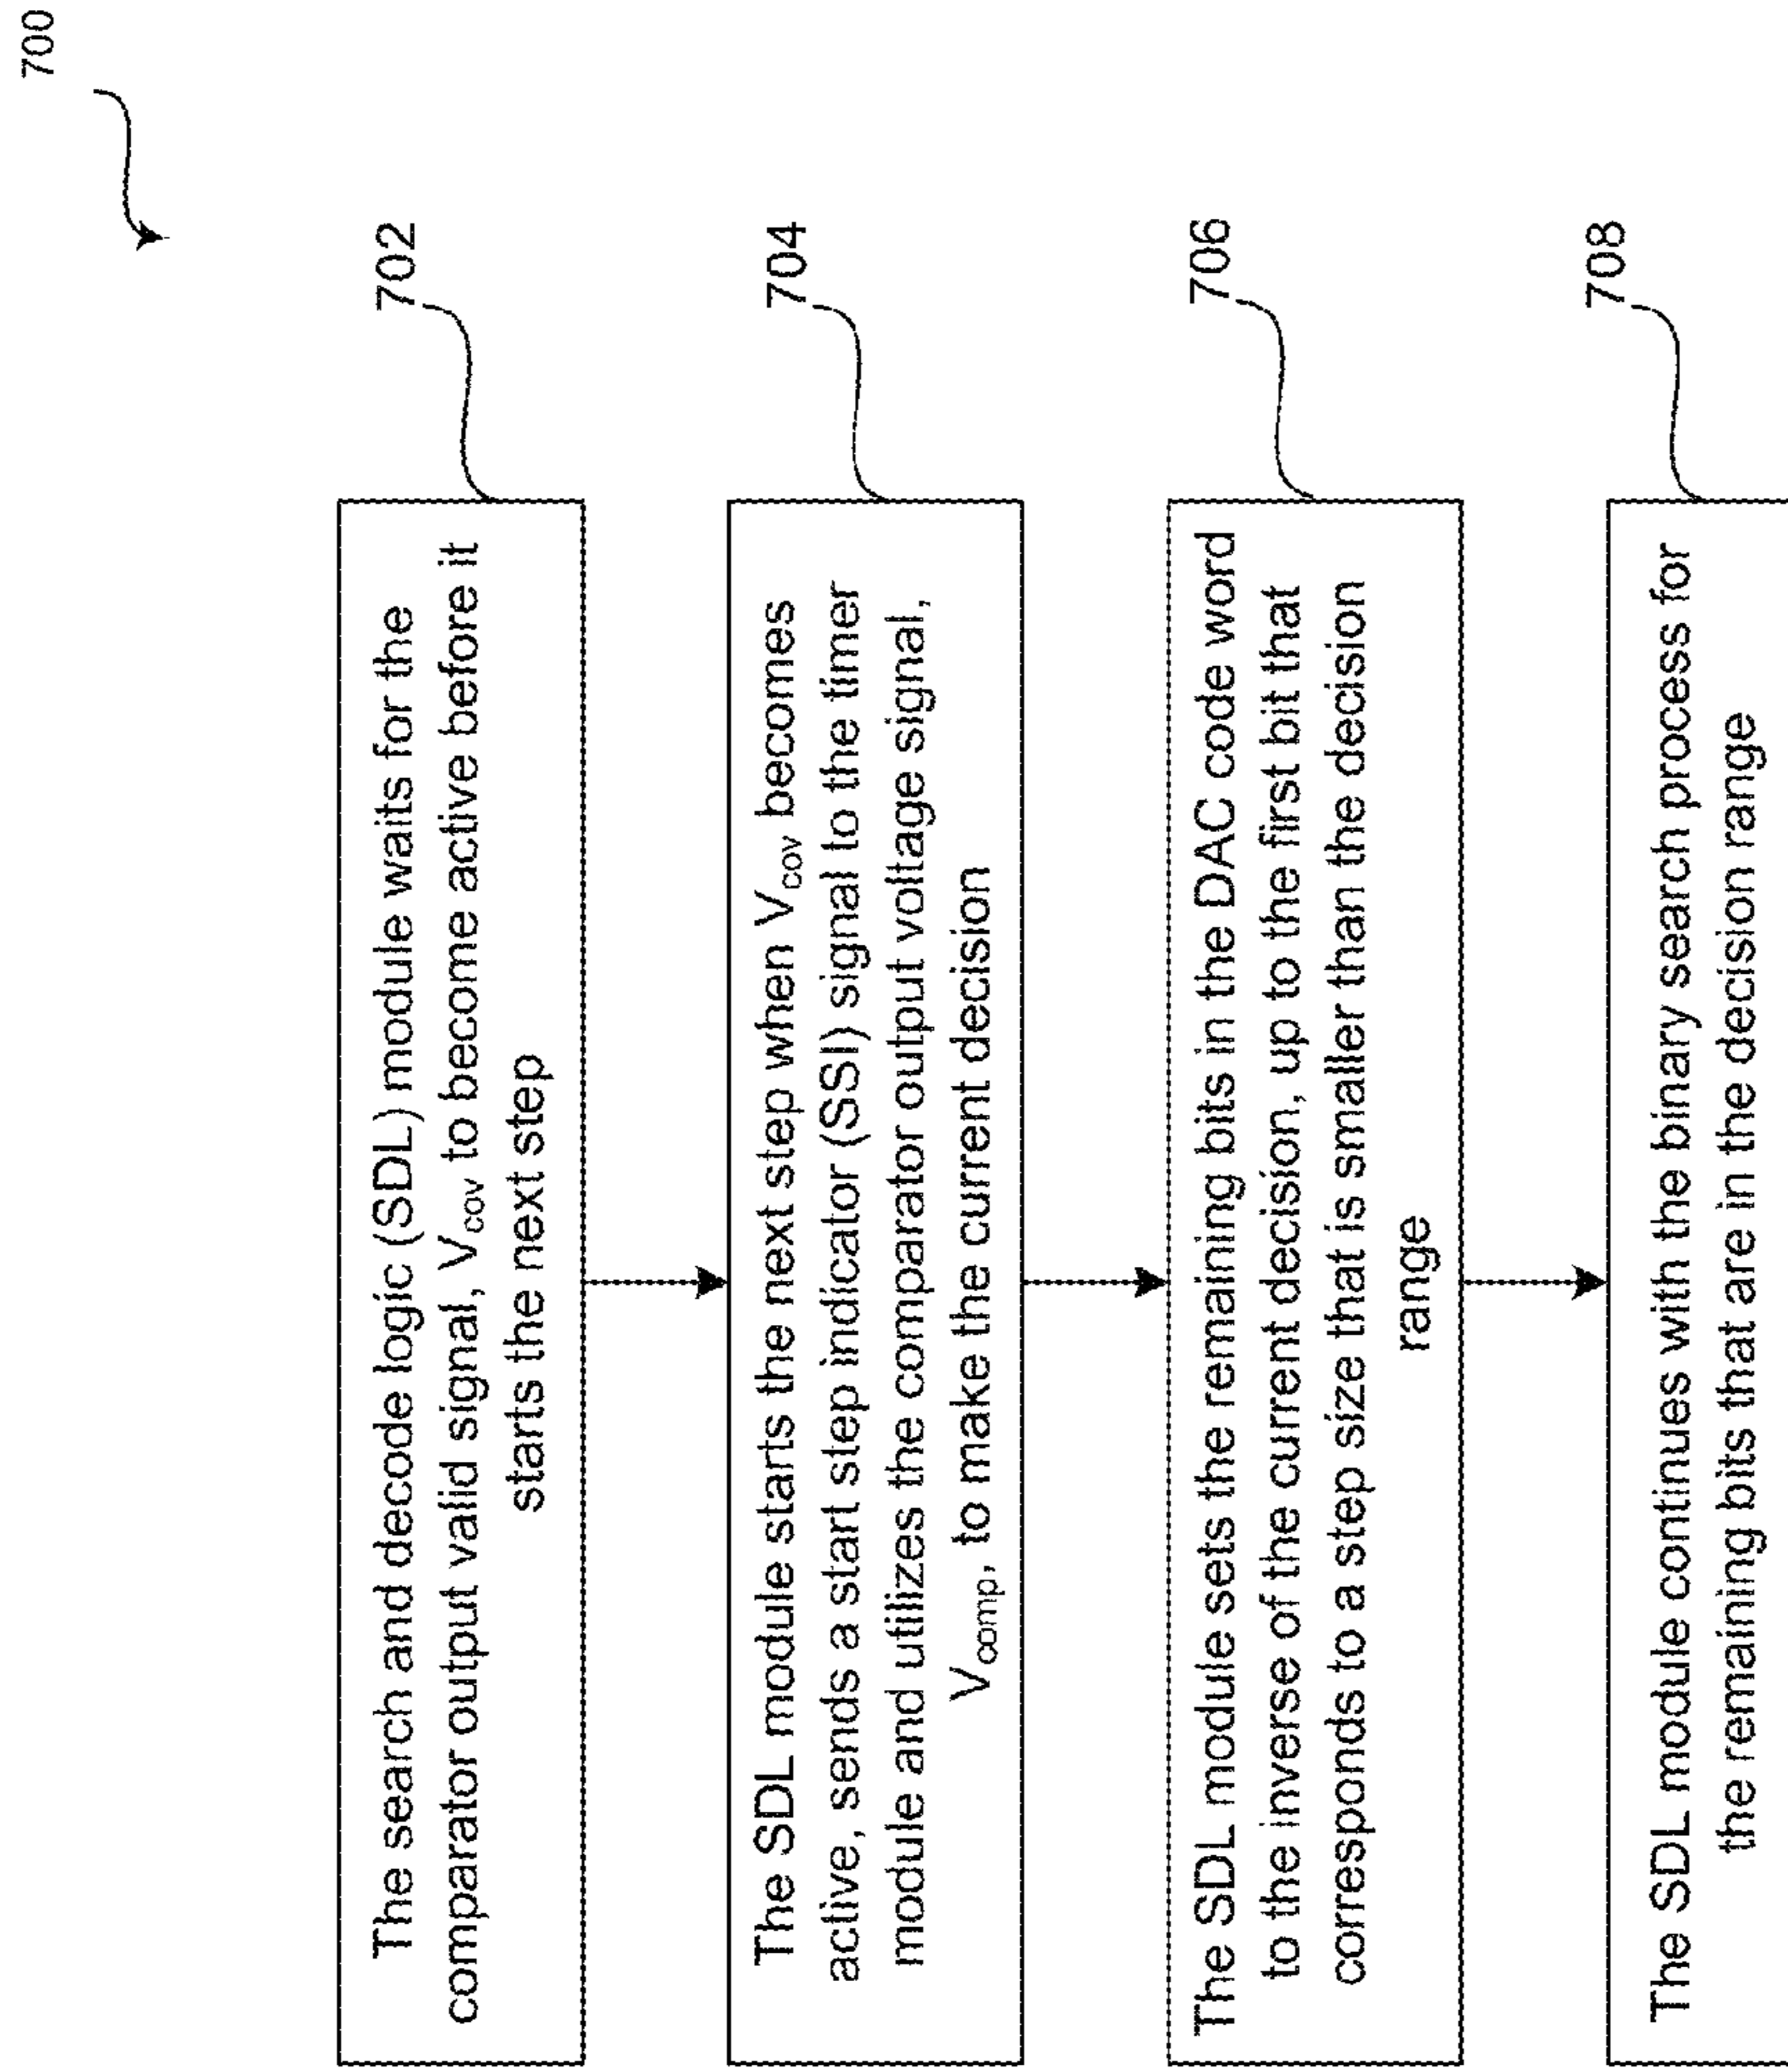 700
The search and decode logic (SDL) module waits for the
comparator output valid signal, Vcov to become active before it
starts the next step
702
The SDL module starts the next step when Vcov becomes
active, sends a start step indicator (SSI) signal to the timer
module and utilizes the comparator output voltage signal,
Vcomp, to make the current decision
704
The SDL module sets the remaining bits in the DAC code word
to the inverse of the current decision, up to the first bit that
corresponds to a step size that is smaller than the decision
range
706
The SDL module continues with the binary search process for
the remaining bits that are in the decision range
708